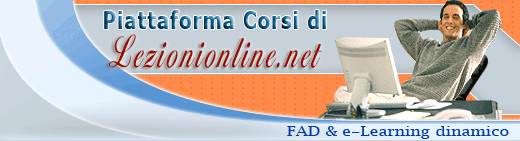 Piattaforma Corsi di
Lezionionline.net
FAD & e-Learning dinamico